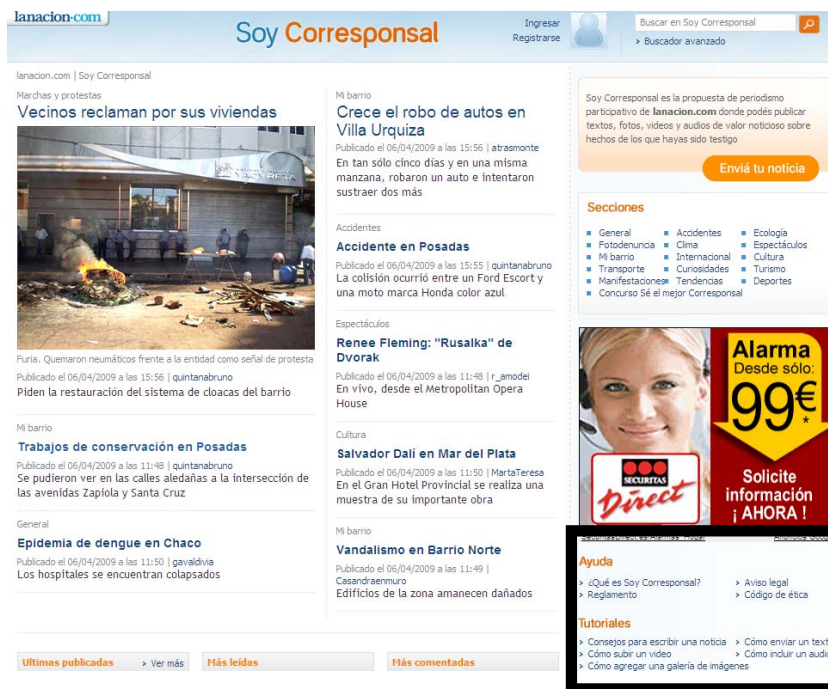 lanacion.com
Soy Corresponsal
Ingresar
Registrarse
Buscar en Soy Corresponsal
> Buscador avanzado
lanacion.com | Soy Corresponsal
Marchas y protestas
Vecinos reclaman por sus viviendas
Furia. Quemaron neumáticos frente a la entidad como señal de protesta
Publicado el 06/04/2009 a las 15:56 | quintanabruno
Piden la restauración del sistema de cloacas del barrio
Mi barrio
Trabajos de conservación en Posadas
Publicado el 06/04/2009 a las 11:48 | quintanabruno
Se pudieron ver en las calles aledañas a la intersección de
las avenidas Zapiola y Santa Cruz
General
Epidemia de dengue en Chaco
Publicado el 06/04/2009 a las 11:50 | gavaldivia
Los hospitales se encuentran colapsados
Mi barrio
Crece el robo de autos en
Villa Urquiza
Publicado el 06/04/2009 a las 15:56 | atrasmonte
En tan sólo cinco días y en una misma
manzana, robaron un auto e intentaron
sustraer dos más
Accidentes
Accidente en Posadas
Publicado el 06/04/2009 a las 15:55 | quintanabruno
La colisión ocurrió entre un Ford Escort y
una moto marca Honda color azul
Espectáculos
Renee Fleming: "Rusalka" de
Dvorak
Publicado el 06/04/2009 a las 11:48 | r_amodei
En vivo, desde el Metropolitan Opera
House
Cultura
Salvador Dalí en Mar del Plata
Publicado el 06/04/2009 a las 11:50 | MartaTeresa
En el Gran Hotel Provincial se realiza una
muestra de su importante obra
Mi barrio
Vandalismo en Barrio Norte
Publicado el 06/04/2009 a las 11:49 |
Casandraenmuro
Edificios de la zona amanecen dañados
Soy Corresponsal es la propuesta de periodismo
participativo de lanacion.com donde podés publicar
textos, fotos, videos y audios de valor noticioso sobre
hechos de los que hayas sido testigo
Enviá tu noticia
Secciones
General Accidentes Ecología
Fotodenuncia Clima Espectáculos
Mi barrio Internacional Cultura
Transporte Curiosidades Turismo
Manifestaciones Tendencias Deportes
Concurso Sé el mejor Corresponsal
Alarma
Desde sólo:
99€
*
SECURITAS
Direct
Solicite
información
¡ AHORA !
Ayuda
> ¿Qué es Soy Corresponsal? > Aviso legal
> Reglamento > Código de ética
Tutoriales
> Consejos para escribir una noticia > Cómo enviar un text
> Cómo subir un video > Cómo incluir un audio
> Cómo agregar una galería de imágenes
Ultimas publicadas > Ver más Más leídas Más comentadas